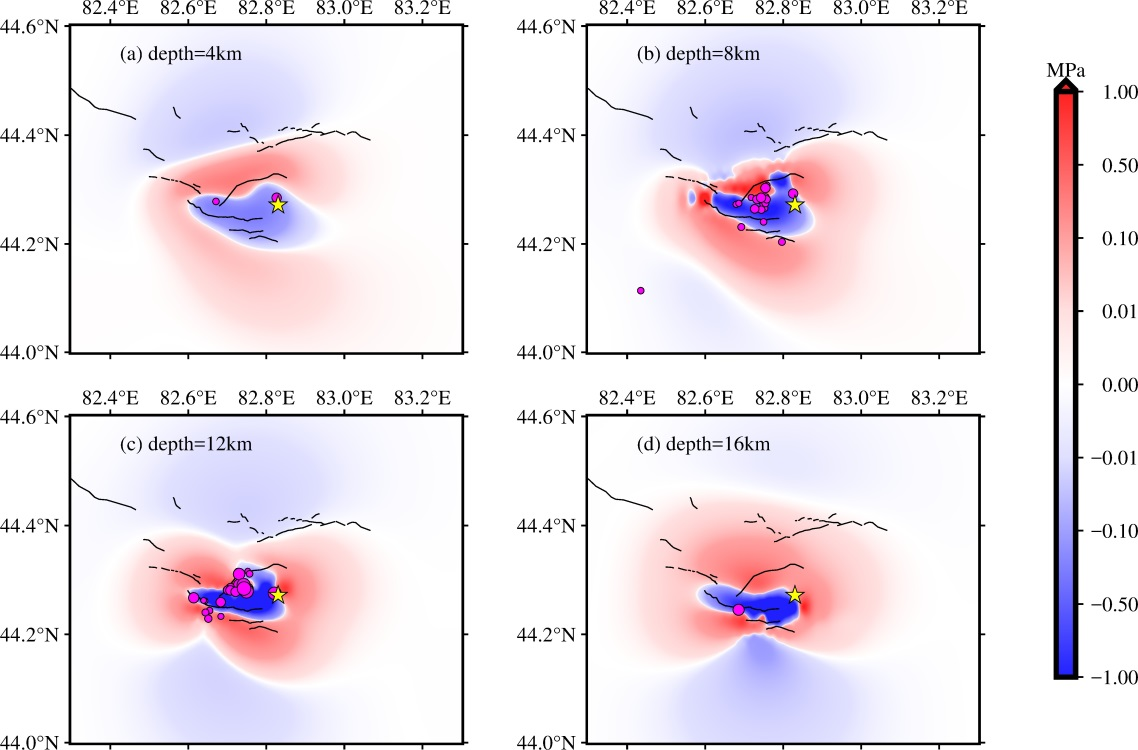 82.4°E 82.6°E 82.8°E 83.0°E 83.2°E
82.4°E 82.6°E 82.8°E 83.0°E 83.2°E
44.6°N
44.4°N
44.2°N
44.0°N
(a) depth=4km
44.6°N
44.4°N
44.2°N
44.0°N
(b) depth=8km
82.4°E 82.6°E 82.8°E 83.0°E 83.2°E
82.4°E 82.6°E 82.8°E 83.0°E 83.2°E
44.6°N
44.4°N
44.2°N
44.0°N
(c) depth=12km
44.6°N
44.4°N
44.2°N
44.0°N
(d) depth=16km
MPa
1.00
0.50
0.10
0.01
0.00
−0.01
−0.10
−0.50
−1.00